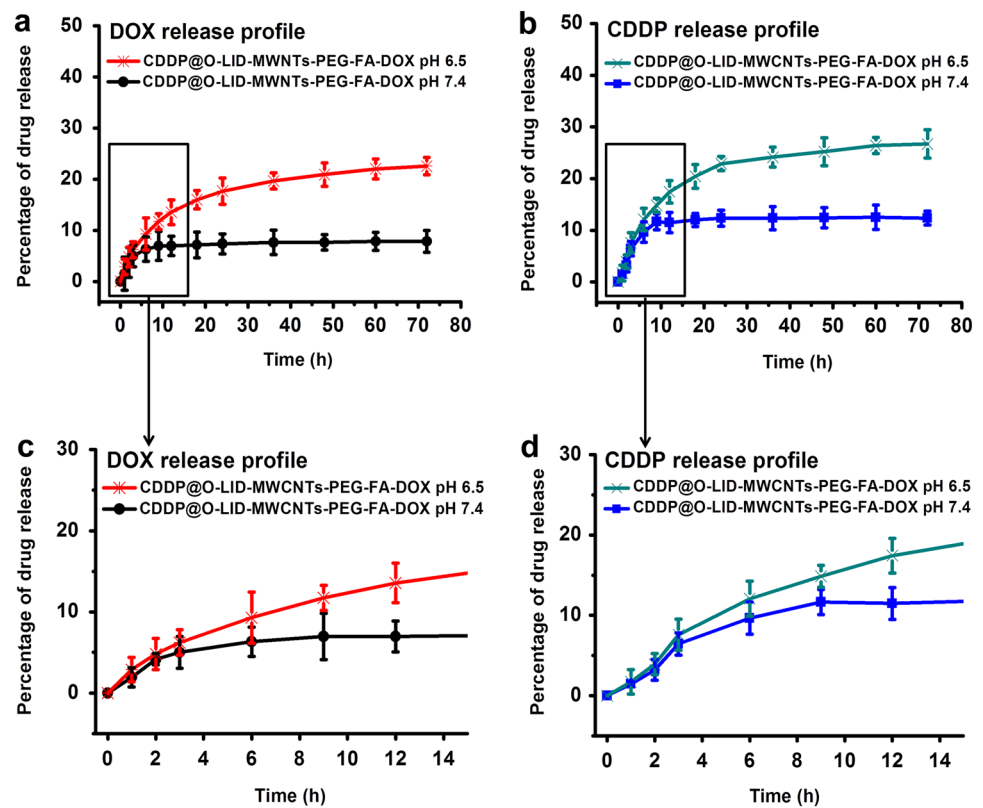 a
DOX release profile
CDDP@O-LID-MWNTs-PEG-FA-DOX pH 6.5
CDDP@O-LID-MWNTs-PEG-FA-DOX pH 7.4
Percentage of drug release
50
40
30
20
10
0
0 10 20 30 40 50 60 70 80
Time (h)
b
CDDP release profile
CDDP@O-LID-MWCNTs-PEG-FA-DOX pH 6.5
CDDP@O-LID-MWNTs-PEG-FA-DOX pH 7.4
Percentage of drug release
50
40
30
20
10
0
0 10 20 30 40 50 60 70 80
Time (h)
c
DOX release profile
CDDP@O-LID-MWCNTs-PEG-FA-DOX pH 6.5
CDDP@O-LID-MWCNTs-PEG-FA-DOX pH 7.4
Percentage of drug release
30
20
10
0
0 2 4 6 8 10 12 14
Time (h)
d
CDDP release profile
CDDP@O-LID-MWCNTs-PEG-FA-DOX pH 6.5
CDDP@O-LID-MWCNTs-PEG-FA-DOX pH 7.4
Percentage of drug release
30
20
10
0
0 2 4 6 8 10 12 14
Time (h)